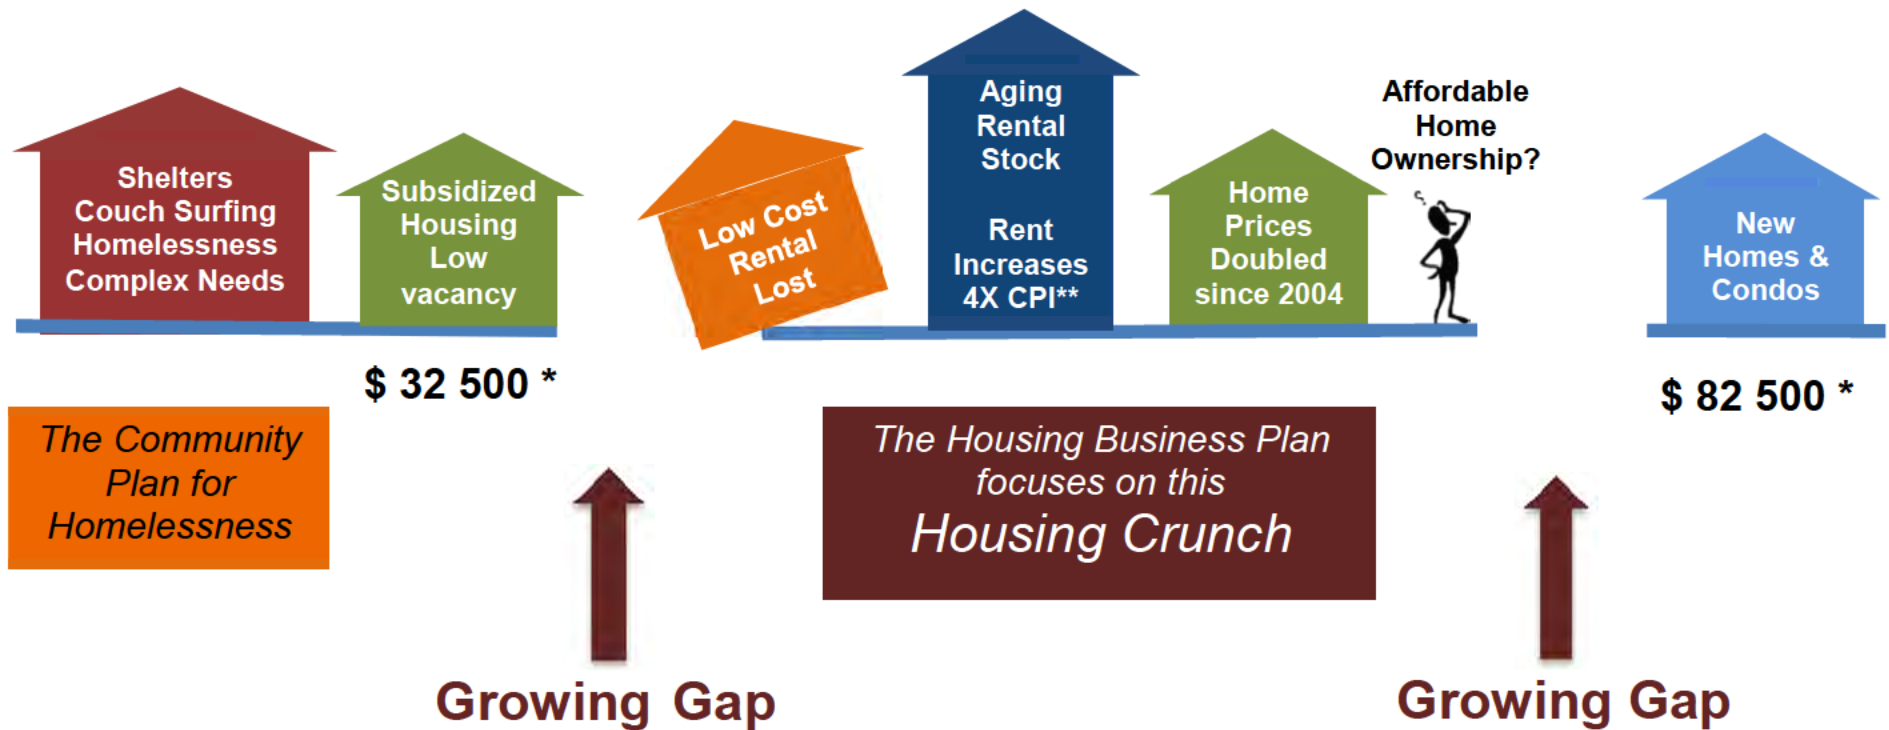 Shelters
Couch Surfing
Homelessness
Complex Needs
Subsidized
Housing
Low
vacancy
Low Cost
Rental
Lost
Aging
Rental
Stock
Rent
Increases
4X CPI**
Home
Prices
Doubled
since 2004
Affordable
Home
Ownership?
New
Homes &
Condos
$ 32 500 *
$ 82 500 *
The Community
Plan for
Homelessness
The Housing Business Plan
focuses on this
Housing Crunch
Growing Gap
Growing Gap